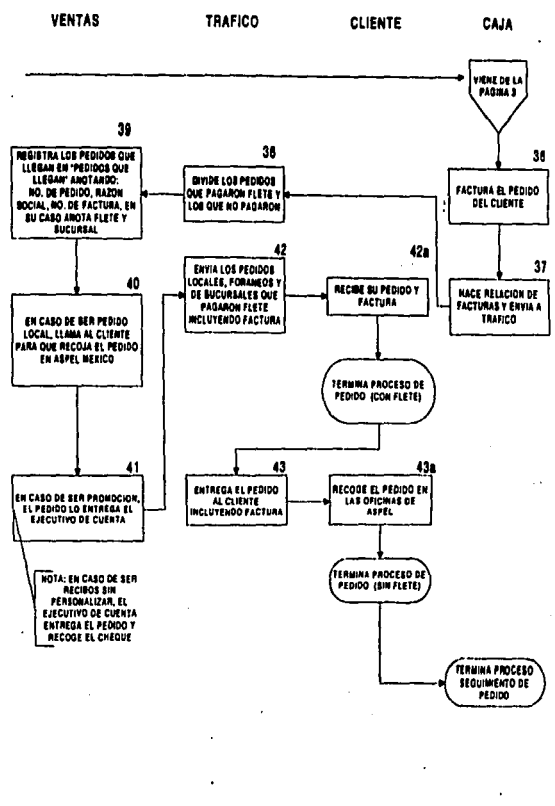 VENTAS
TRAFICO
CLIENTE
CAJA
VIENE DE LA
PAGINA 3
39
REGISTRA LOS PEDIDOS QUE
LLEGAN EN "PEDIDOS QUE
LLEGAN" ANOTANDO:
NO. DE PEDIDO, RAZON
SOCIAL, NO. DE FACTURA, EN
SU CASO ANOTA FLETE Y
SUCURSAL
38
DIVIDE LOS PEDIDOS
QUE PAGARON FLETE Y
LOS QUE NO PAGARON
36
FACTURA EL PEDIDO
DEL CLIENTE
37
HACE RELACION DE
FACTURAS Y ENVIA A
TRAFICO
40
EN CASO DE SER PEDIDO
LOCAL, LLAMA AL CLIENTE
PARA QUE RECOJA EL PEDIDO
EN ASPEL MEXICO
42
ENVIA LOS PEDIDOS
LOCALES, FORANEOS Y
DE SUCURSALES QUE
PAGARON FLETE
INCLUYENDO FACTURA
42a
RECIBE SU PEDIDO Y
FACTURA
TERMINA PROCESO DE
PEDIDO (CON FLETE)
41
EN CASO DE SER PROMOCION,
EL PEDIDO LO ENTREGA EL
EJECUTIVO DE CUENTA
43
ENTREGA EL PEDIDO
AL CLIENTE
INCLUYENDO FACTURA
43a
RECOGE EL PEDIDO EN
LAS OFICINAS DE
ASPEL
NOTA: EN CASO DE SER
RECIBOS SIN
PERSONALIZAR, EL
EJECUTIVO DE CUENTA
ENTREGA EL PEDIDO Y
RECOGE EL CHEQUE
TERMINA PROCESO DE
PEDIDO (SIN FLETE)
TERMINA PROCESO
SEGUIMIENTO DE
PEDIDO